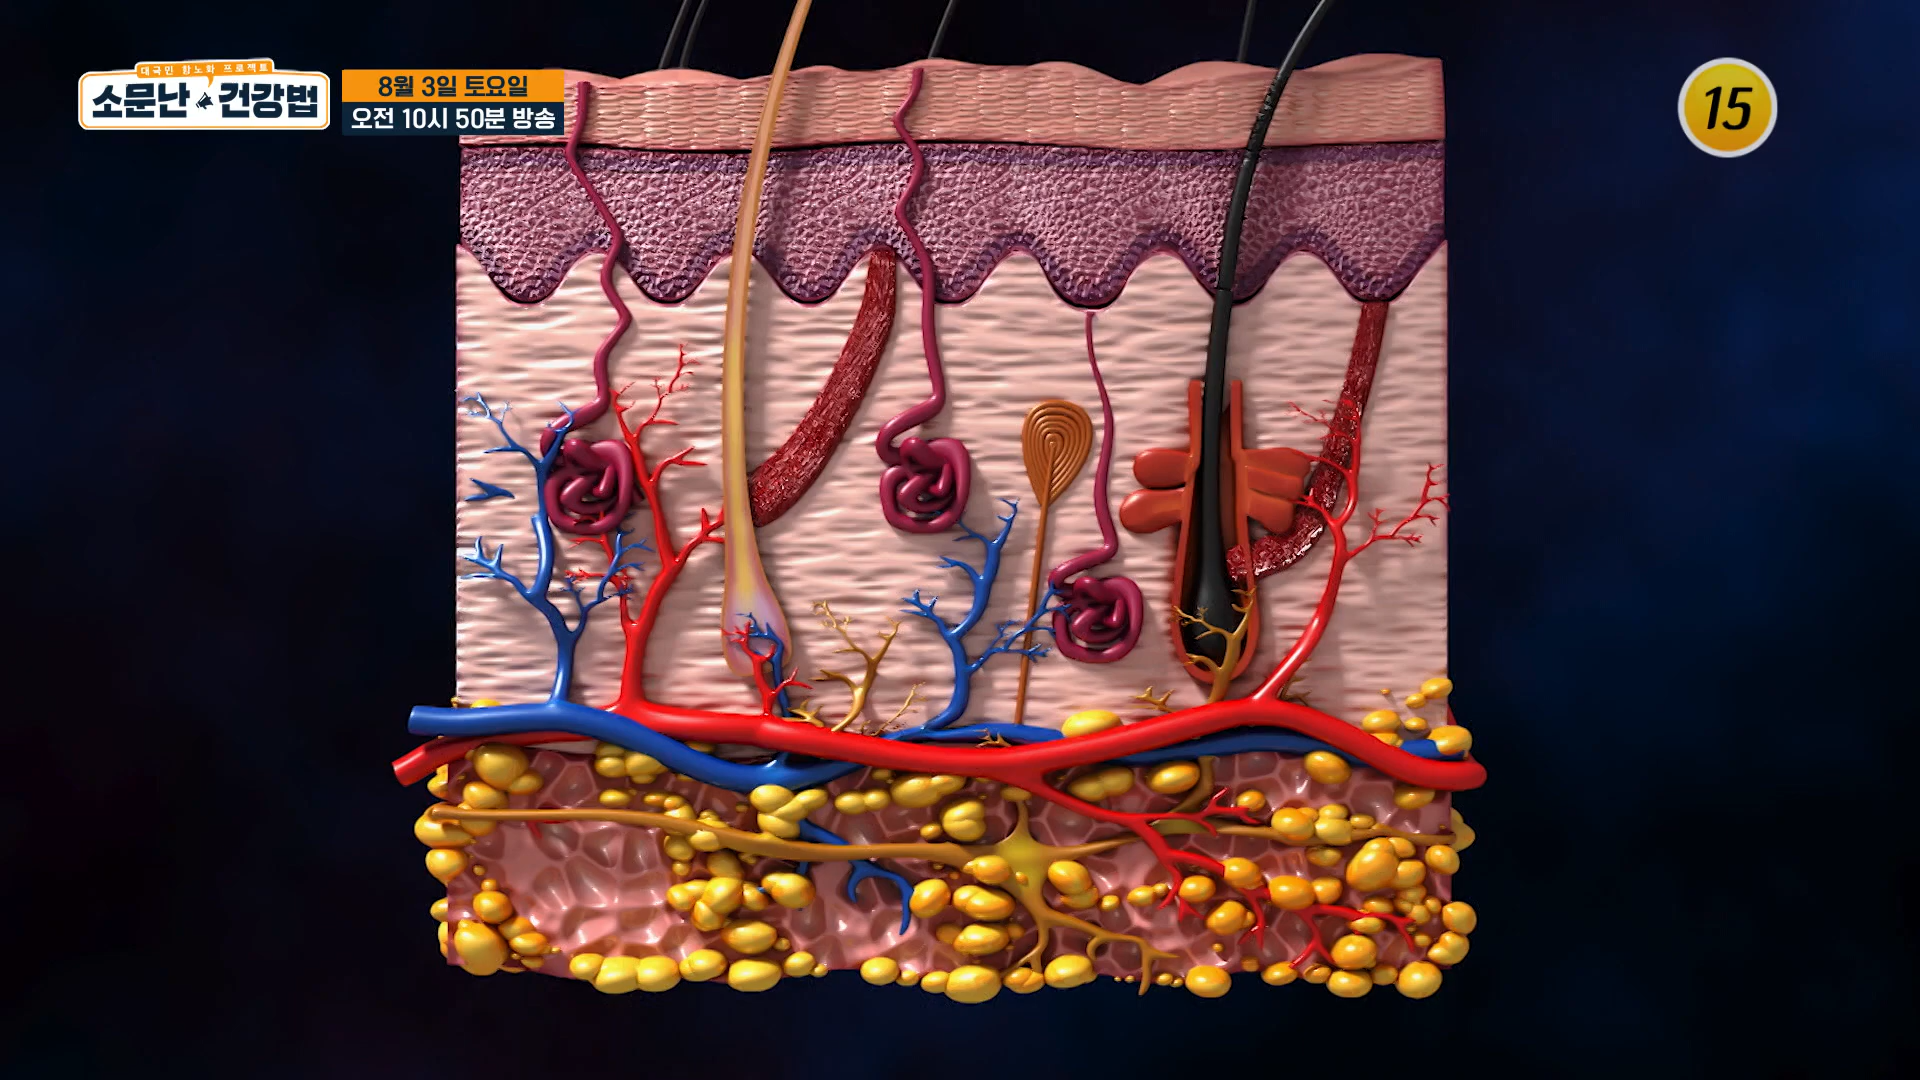 대국민 항노화 프로젝트
소문난 건강법
8월 3일 토요일
오전 10시 50분 방송
15